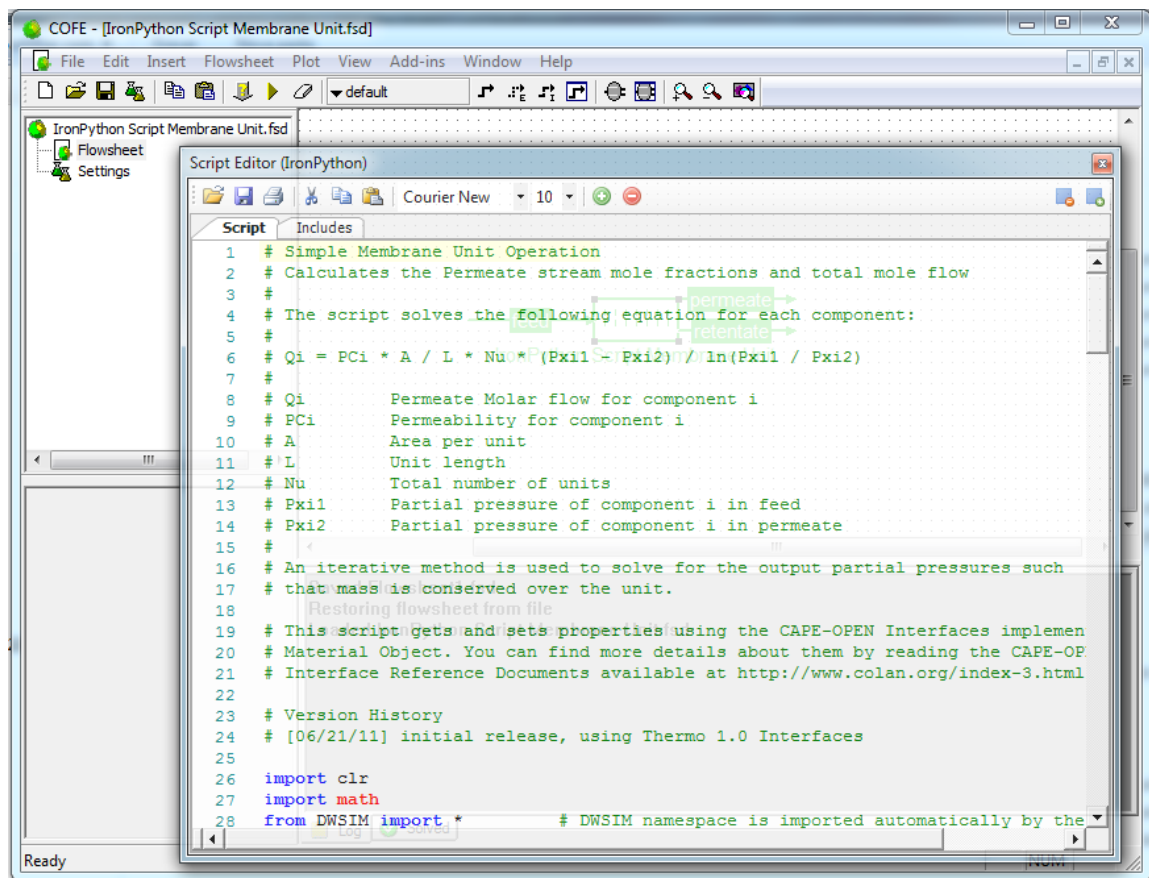 COFE - [IronPython Script Membrane Unit.fsd]
File Edit Insert Flowsheet Plot View Add-ins Window Help
default
IronPython Script Membrane Unit.fsd
Flowsheet
Settings
Script Editor (IronPython)
Courier New 10
Script Includes
1 # Simple Membrane Unit Operation
2 # Calculates the Permeate stream mole fractions and total mole flow
3 #
4 # The script solves the following equation for each component:
5 #
6 # Qi = PCi * A / L * Nu * (Pxi1 - Pxi2) / ln(Pxi1 / Pxi2)
7 #
8 # Qi Permeate Molar flow for component i
9 # PCi Permeability for component i
10 # A Area per unit
11 # L Unit length
12 # Nu Total number of units
13 # Pxi1 Partial pressure of component i in feed
14 # Pxi2 Partial pressure of component i in permeate
15 #
16 # An iterative method is used to solve for the output partial pressures such
17 # that mass is conserved over the unit.
18
19 # This script gets and sets properties using the CAPE-OPEN Interfaces implemen
20 # Material Object. You can find more details about them by reading the CAPE-OP
21 # Interface Reference Documents available at http://www.colan.org/index-3.html
22
23 # Version History
24 # [06/21/11] initial release, using Thermo 1.0 Interfaces
25
26 import clr
27 import math
28 from DWSIM import * # DWSIM namespace is imported automatically by the
permeate
feed
retentate
Restoring flowsheet from file
Log Solved
Ready
NUM